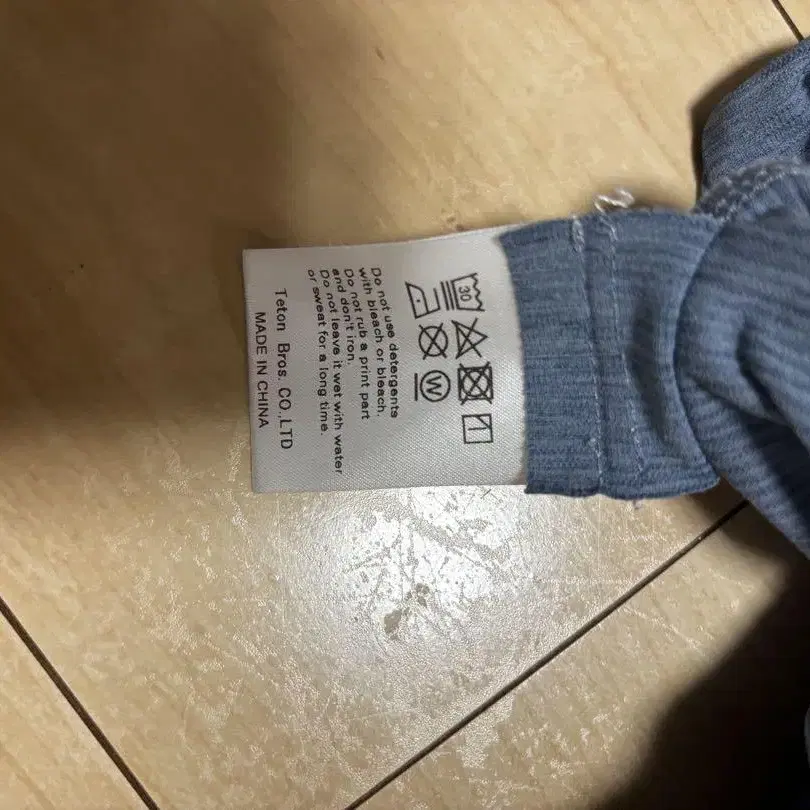 30
W
Do not use detergents
with bleach or bleach.
Do not rub a print part
and don't iron.
Do not leave it wet with water
or sweat for a long time.
Teton Bros. CO.,LTD
MADE IN CHINA